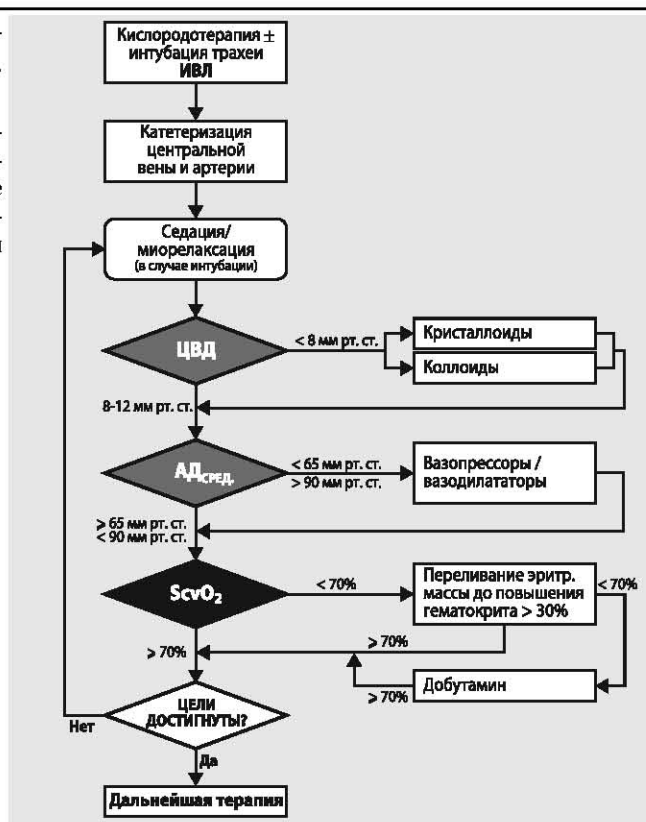 Кислородотерапия ±
интубация трахеи
ИВЛ
Катетеризация
центральной
вены и артерии
Седация/
миорелаксация
(в случае интубации)
ЦВД
< 8 мм рт. ст.
Кристаллоиды
Коллоиды
8-12 мм рт. ст.
АДСРЕД.
< 65 мм рт. ст.
> 90 мм рт. ст.
Вазопрессоры /
вазодилататоры
⩾ 65 мм рт. ст.
< 90 мм рт. ст.
ScvO₂
< 70%
Переливание эритр.
массы до повышения
гематокрита > 30%
< 70%
⩾ 70%
⩾ 70%
Добутамин
⩾ 70%
ЦЕЛИ
ДОСТИГНУТЫ?
Нет
Да
Дальнейшая терапия